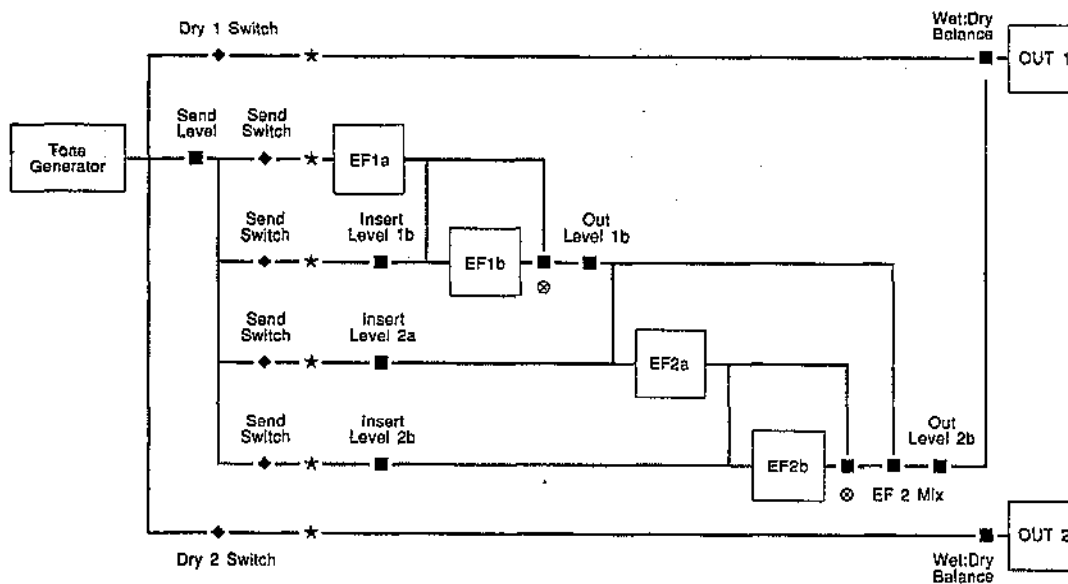 Dry 1 Switch
Wet:Dry
Balance
OUT 1
Send
Level
Send
Switch
Tone
Generator
EF1a
Send
Switch
Insert
Level 1b
Out
Level 1b
EF1b
Send
Switch
Insert
Level 2a
EF2a
Send
Switch
Insert
Level 2b
Out
Level 2b
EF2b
EF 2 Mix
OUT 2
Dry 2 Switch
Wet:Dry
Balance